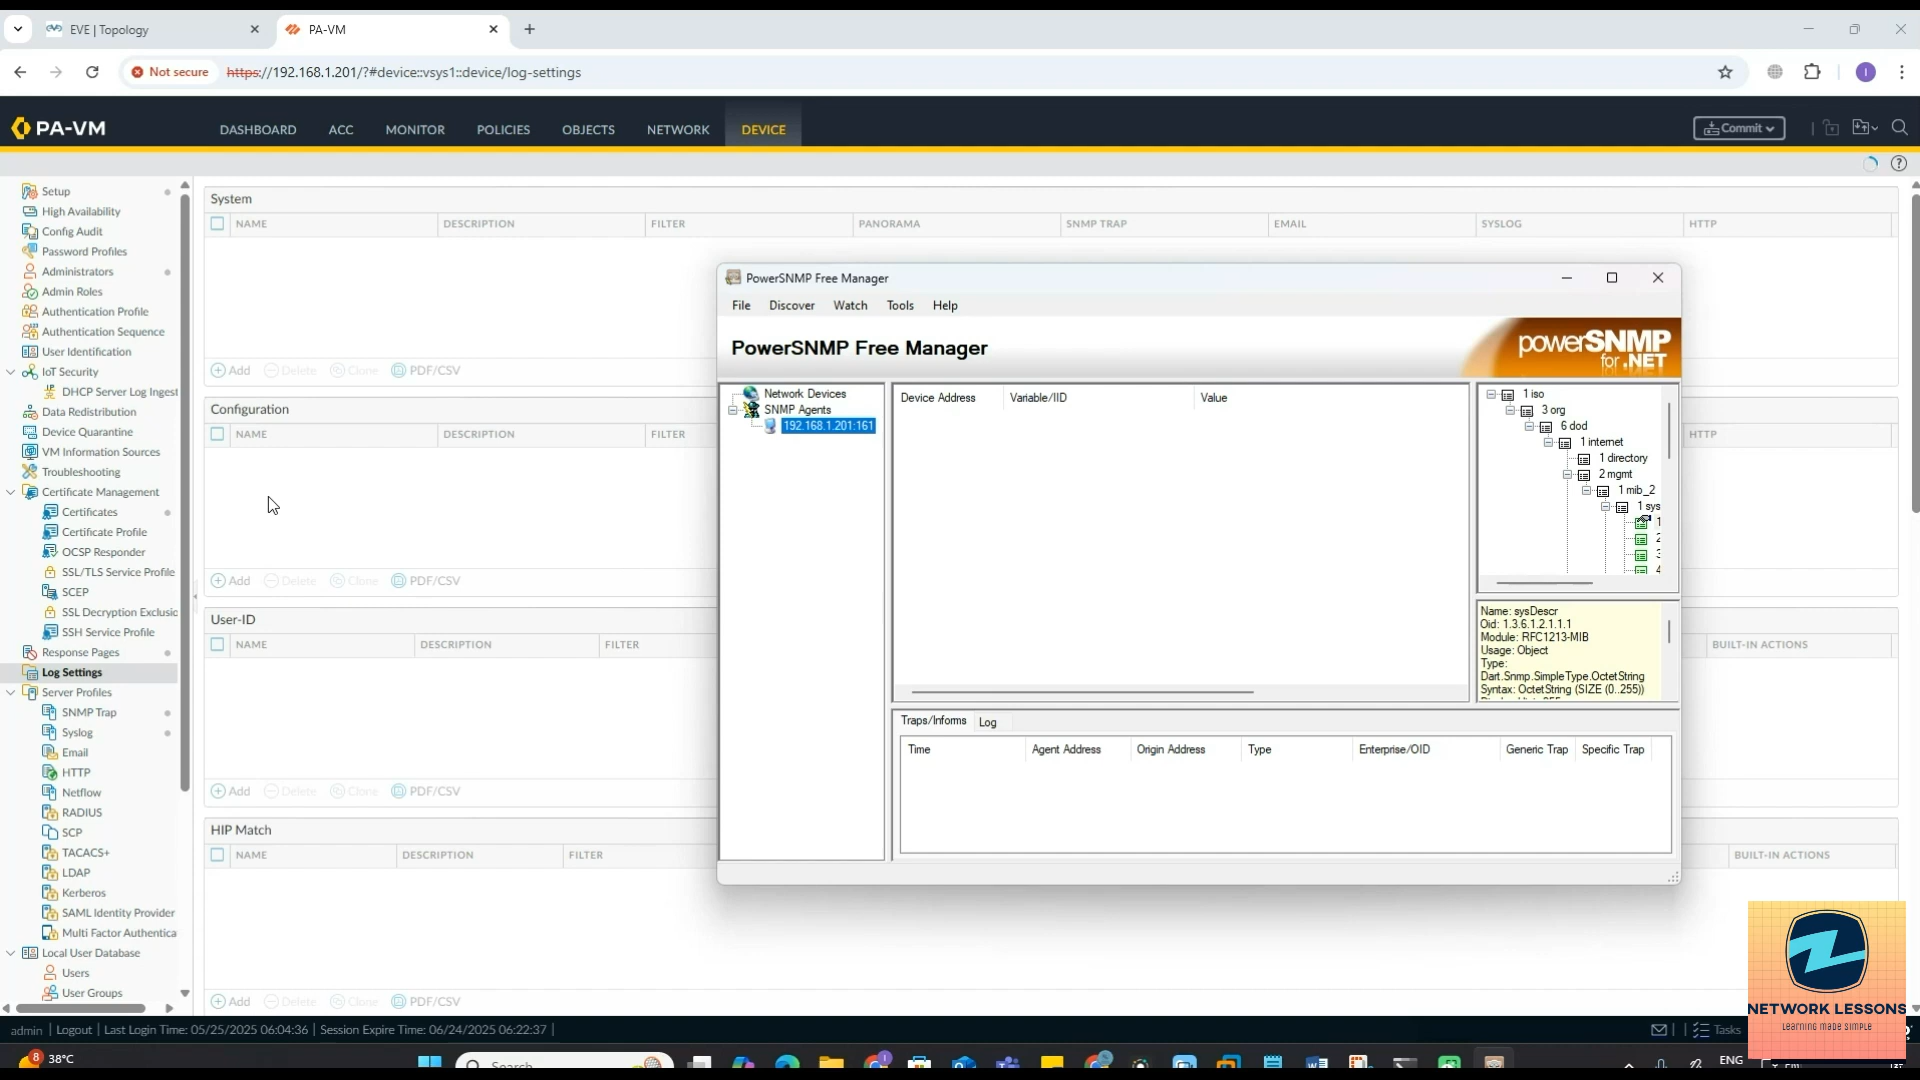 EVE | Topology
PA-VM
Not secure
https://192.168.1.201/?#device::vsys1::device/log-settings
I
PA-VM
DASHBOARD
ACC
MONITOR
POLICIES
OBJECTS
NETWORK
DEVICE
Commit
Setup
High Availability
Config Audit
Password Profiles
Administrators
Admin Roles
Authentication Profile
Authentication Sequence
User Identification
IoT Security
DHCP Server Log Ingest
Data Redistribution
Device Quarantine
VM Information Sources
Troubleshooting
Certificate Management
Certificates
Certificate Profile
OCSP Responder
SSL/TLS Service Profile
SCEP
SSL Decryption Exclusio
SSH Service Profile
Response Pages
Log Settings
Server Profiles
SNMP Trap
Syslog
Email
HTTP
Netflow
RADIUS
SCP
TACACS+
LDAP
Kerberos
SAML Identity Provider
Multi Factor Authentica
Local User Database
Users
User Groups
System
NAME DESCRIPTION FILTER PANORAMA SNMP TRAP EMAIL SYSLOG HTTP
Add Delete Clone PDF/CSV
Configuration
NAME DESCRIPTION FILTER HTTP
Add Delete Clone PDF/CSV
User-ID
NAME DESCRIPTION FILTER BUILT-IN ACTIONS
Add Delete Clone PDF/CSV
HIP Match
NAME DESCRIPTION FILTER BUILT-IN ACTIONS
Add Delete Clone PDF/CSV
PowerSNMP Free Manager
File Discover Watch Tools Help
PowerSNMP Free Manager
powerSNMP
for .NET
Network Devices
SNMP Agents
192.168.1.201:161
Device Address Variable/IID Value
1 iso
3 org
6 dod
1 internet
1 directory
2 mgmt
1 mib_2
1 sys
1
2
3
4
Name: sysDescr
Oid: 1.3.6.1.2.1.1.1
Module: RFC1213-MIB
Usage: Object
Type:
Dart.Snmp.SimpleType.OctetString
Syntax: OctetString (SIZE (0..255))
Traps/Informs Log
Time Agent Address Origin Address Type Enterprise/OID Generic Trap Specific Trap
admin | Logout | Last Login Time: 05/25/2025 06:04:36 | Session Expire Time: 06/24/2025 06:22:37 |
Tasks
8
38°C
Search
ENG
NETWORK LESSONS
LEARNING MADE SIMPLE